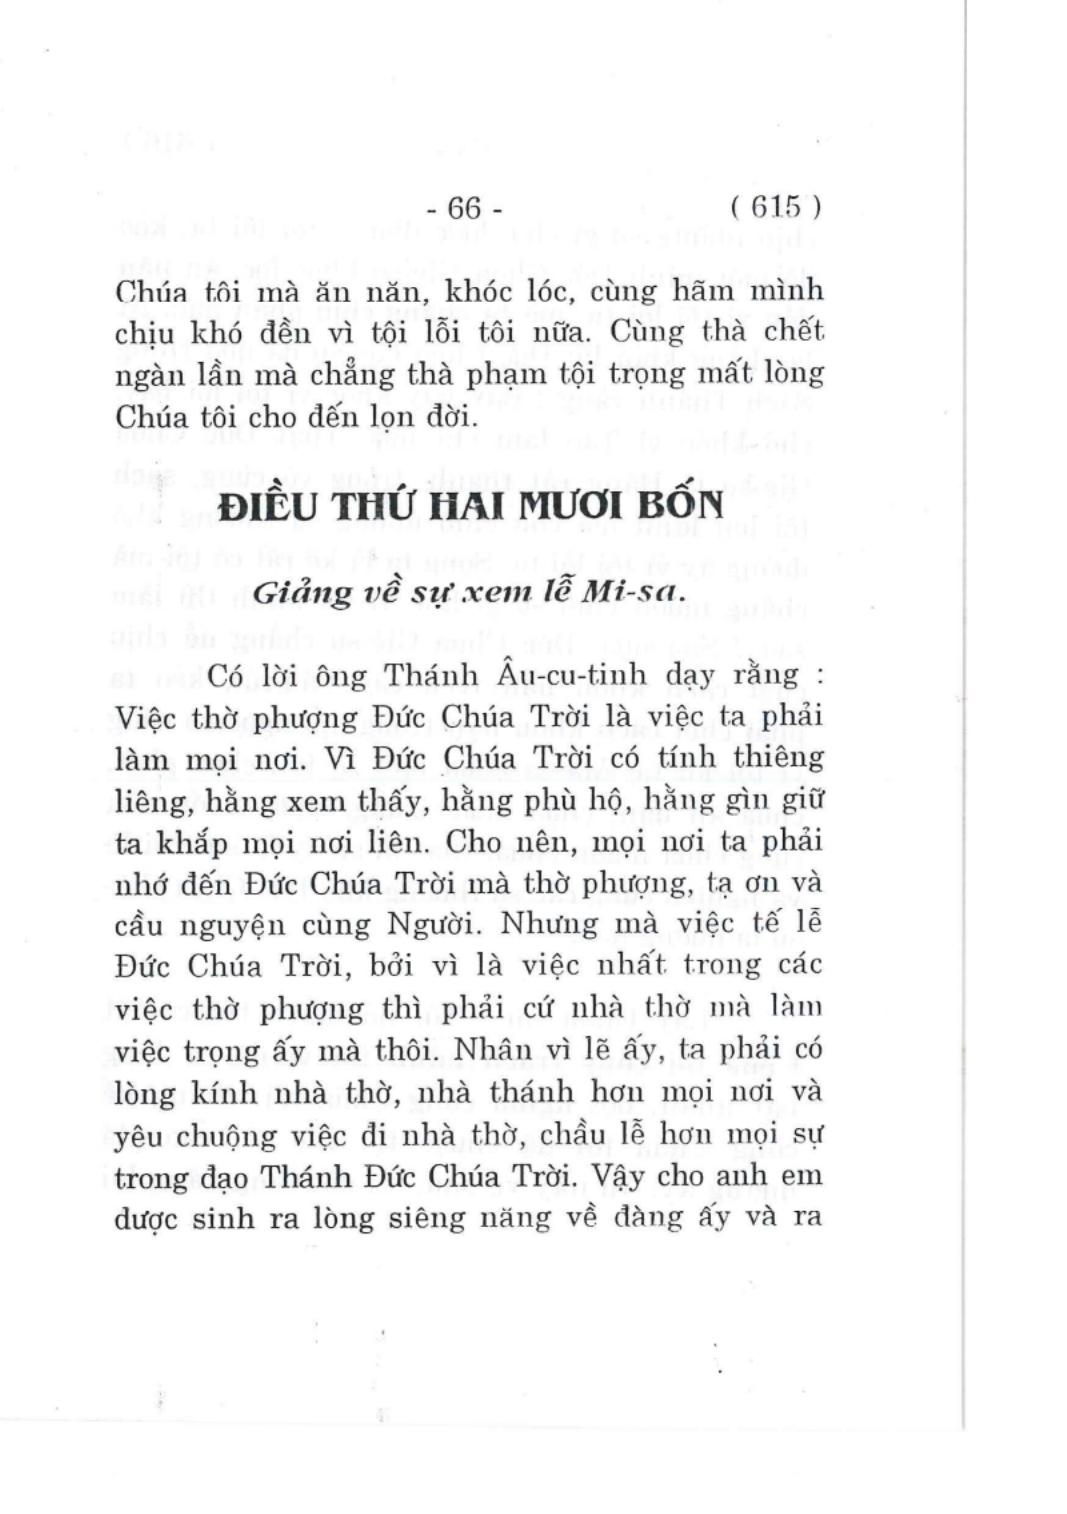 - 66 - ( 615 )
Chúa tôi mà ăn năn, khóc lóc, cùng hãm mình
chịu khó đền vì tội lỗi tôi nữa. Cùng thà chết
ngàn lần mà chẳng thà phạm tội trọng mất lòng
Chúa tôi cho đến lọn đời.
ĐIỀU THỨ HAI MƯƠI BỐN
Giảng về sự xem lễ Mi-sa.
Có lời ông Thánh Âu-cu-tinh dạy rằng :
Việc thờ phượng Đức Chúa Trời là việc ta phải
làm mọi nơi. Vì Đức Chúa Trời có tính thiêng
liêng, hằng xem thấy, hằng phù hộ, hằng gìn giữ
ta khắp mọi nơi liên. Cho nên, mọi nơi ta phải
nhớ đến Đức Chúa Trời mà thờ phượng, tạ ơn và
cầu nguyện cùng Người. Nhưng mà việc tế lễ
Đức Chúa Trời, bởi vì là việc nhất trong các
việc thờ phượng thì phải cứ nhà thờ mà làm
việc trọng ấy mà thôi. Nhân vì lẽ ấy, ta phải có
lòng kính nhà thờ, nhà thánh hơn mọi nơi và
yêu chuộng việc đi nhà thờ, chầu lễ hơn mọi sự
trong đạo Thánh Đức Chúa Trời. Vậy cho anh em
được sinh ra lòng siêng năng về đàng ấy và ra